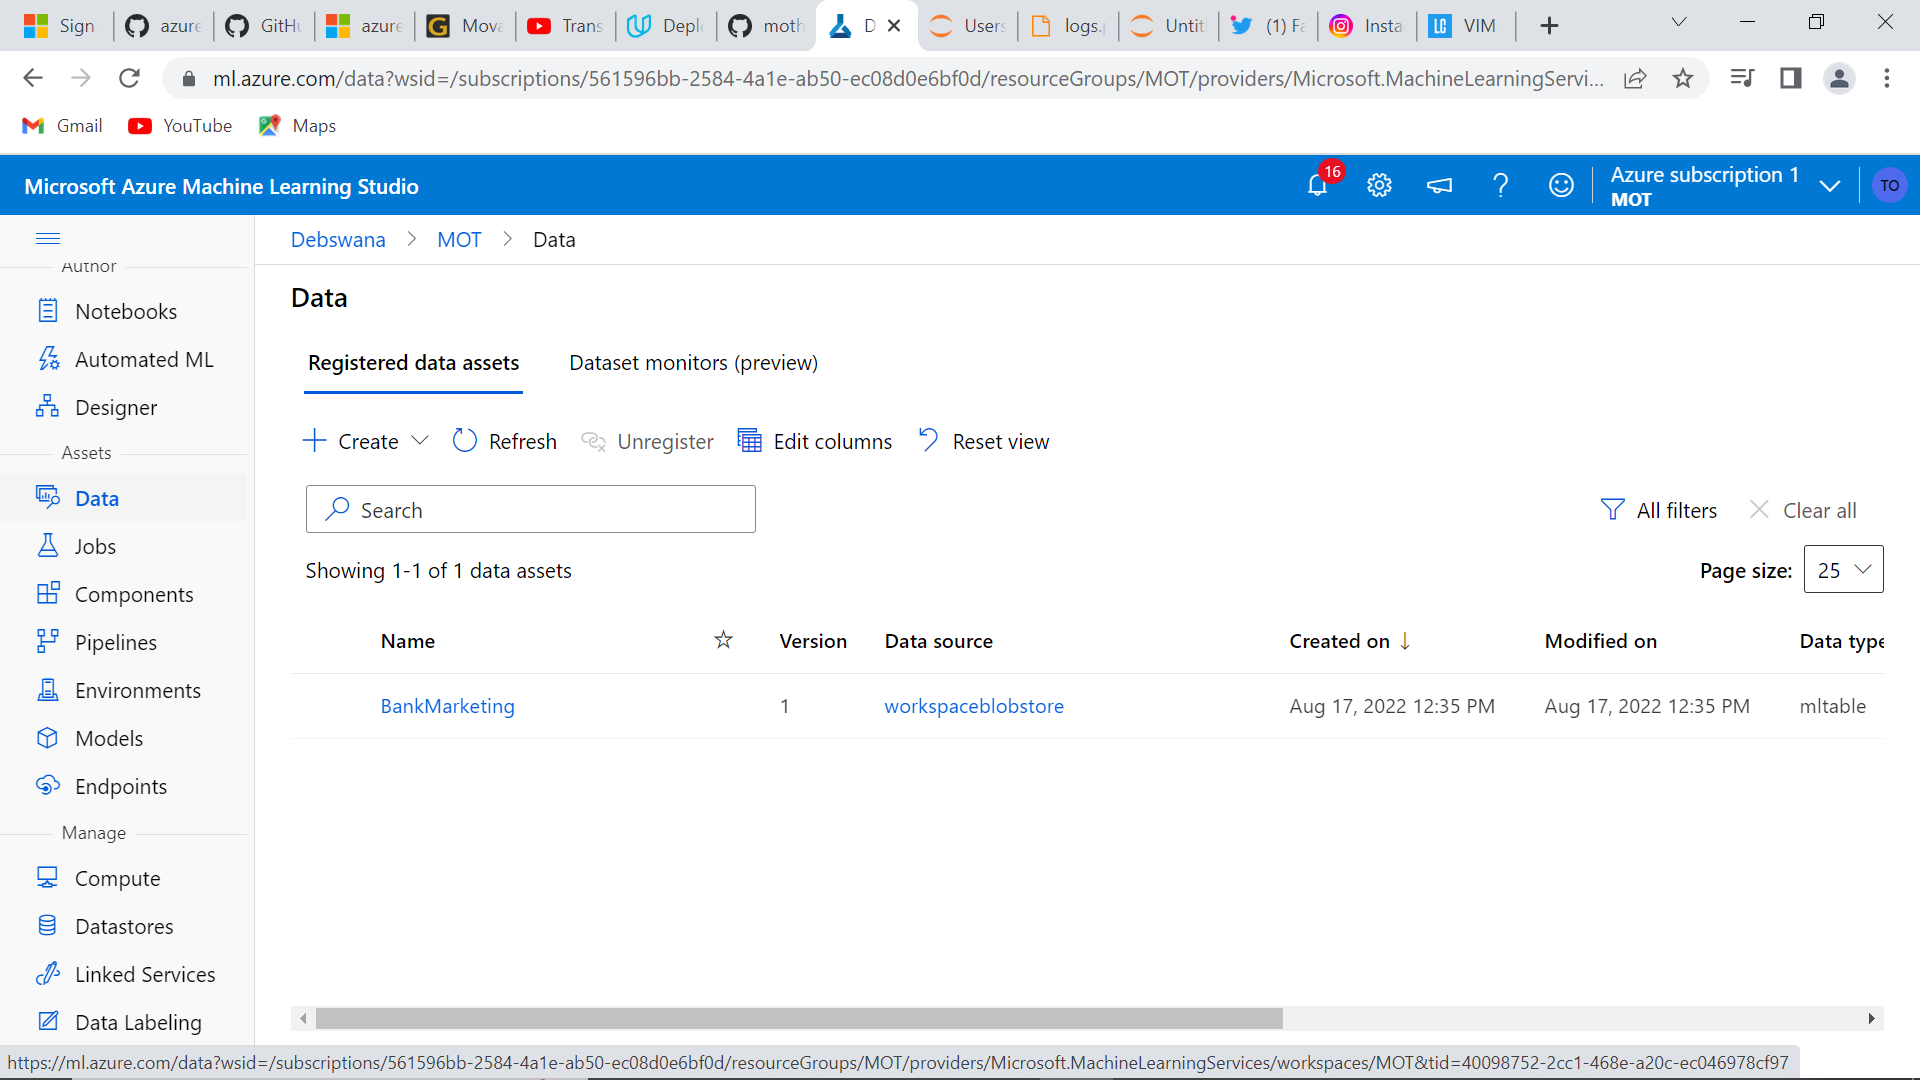 Sign
azure
GitHu
azure
Mova
Trans
Deplo
moth
D
Users
logs.p
Untit
(1) Fa
Insta
VIM
ml.azure.com/data?wsid=/subscriptions/561596bb-2584-4a1e-ab50-ec08d0e6bf0d/resourceGroups/MOT/providers/Microsoft.MachineLearningServi...
Gmail YouTube Maps
Microsoft Azure Machine Learning Studio
16
Azure subscription 1
MOT
TO
Debswana > MOT > Data
Author
Notebooks
Automated ML
Designer
Assets
Data
Jobs
Components
Pipelines
Environments
Models
Endpoints
Manage
Compute
Datastores
Linked Services
Data Labeling
Data
Registered data assets Dataset monitors (preview)
Create Refresh Unregister Edit columns Reset view
Search
All filters Clear all
Showing 1-1 of 1 data assets
Page size: 25
Name Version Data source Created on ↓ Modified on Data type
BankMarketing 1 workspaceblobstore Aug 17, 2022 12:35 PM Aug 17, 2022 12:35 PM mltable
https://ml.azure.com/data?wsid=/subscriptions/561596bb-2584-4a1e-ab50-ec08d0e6bf0d/resourceGroups/MOT/providers/Microsoft.MachineLearningServices/workspaces/MOT&tid=40098752-2cc1-468e-a20c-ec046978cf97